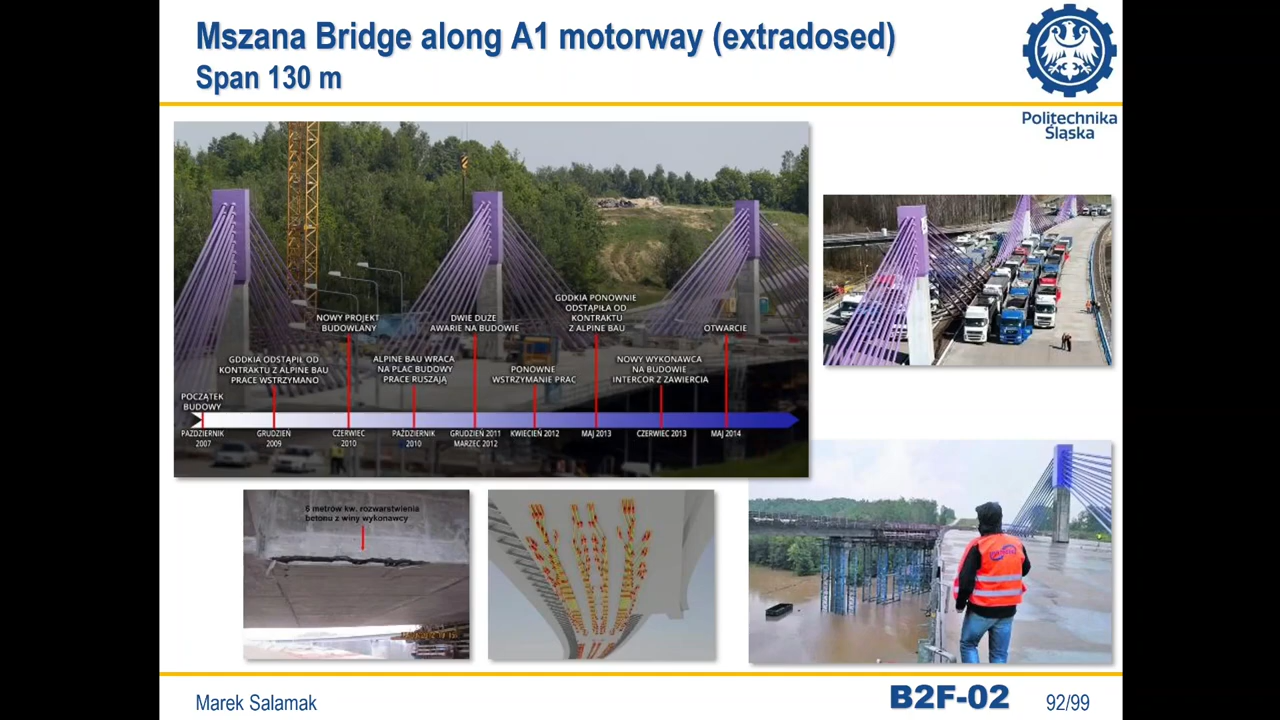 Mszana Bridge along A1 motorway (extradosed)
Span 130 m
Politechnika
Śląska
POCZĄTEK
BUDOWY
PAŹDZIERNIK
2007
GDDKIA ODSTĄPIŁ OD
KONTRAKTU Z ALPINE BAU
PRACE WSTRZYMANO
GRUDZIEŃ
2009
NOWY PROJEKT
BUDOWLANY
CZERWIEC
2010
ALPINE BAU WRACA
NA PLAC BUDOWY
PRACE RUSZAJĄ
PAŹDZIERNIK
2010
DWIE DUŻE
AWARIE NA BUDOWIE
GRUDZIEŃ 2011
MARZEC 2012
PONOWNE
WSTRZYMANIE PRAC
KWIECIEŃ 2012
GDDKIA PONOWNIE
ODSTĄPIŁA OD
KONTRAKTU
Z ALPINE BAU
MAJ 2013
NOWY WYKONAWCA
NA BUDOWIE
INTERCOR Z ZAWIERCIA
CZERWIEC 2013
OTWARCIE
MAJ 2014
6 metrów kw. rozwarstwienia
betonu z winy wykonawcy
Marek Salamak
B2F-02
92/99